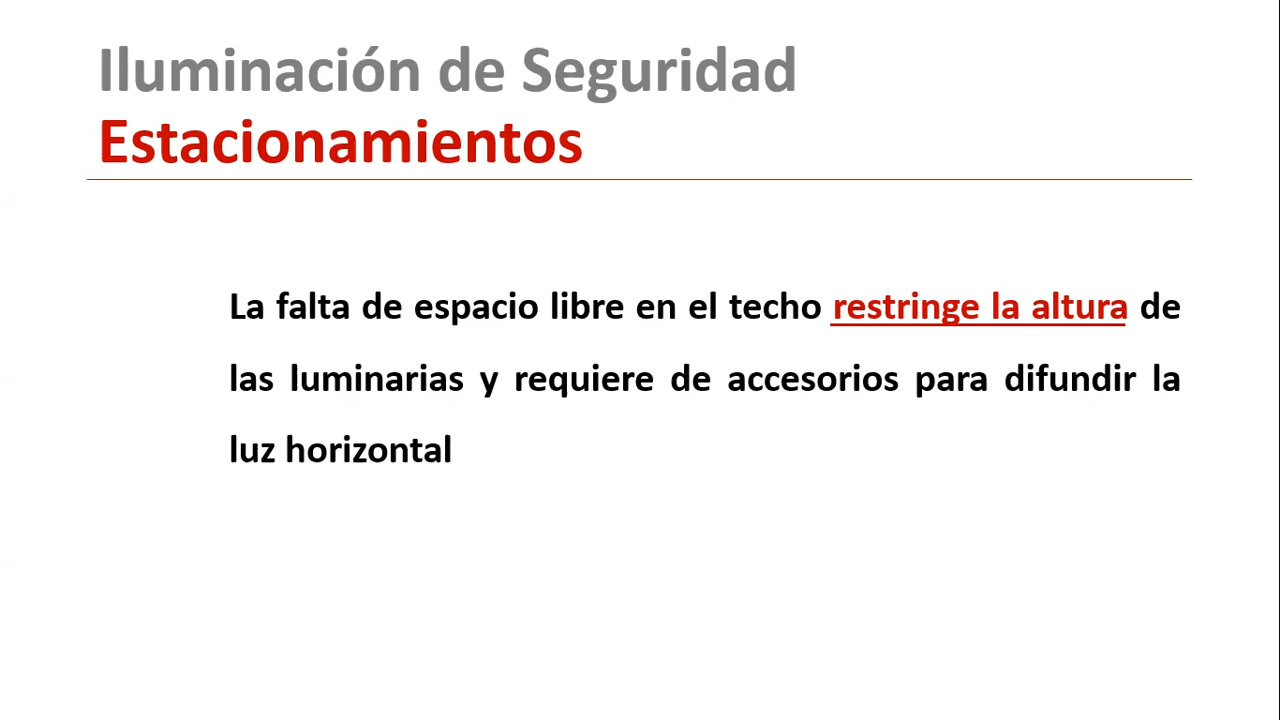 Iluminación de Seguridad
Estacionamientos
La falta de espacio libre en el techo restringe la altura de
las luminarias y requiere de accesorios para difundir la
luz horizontal